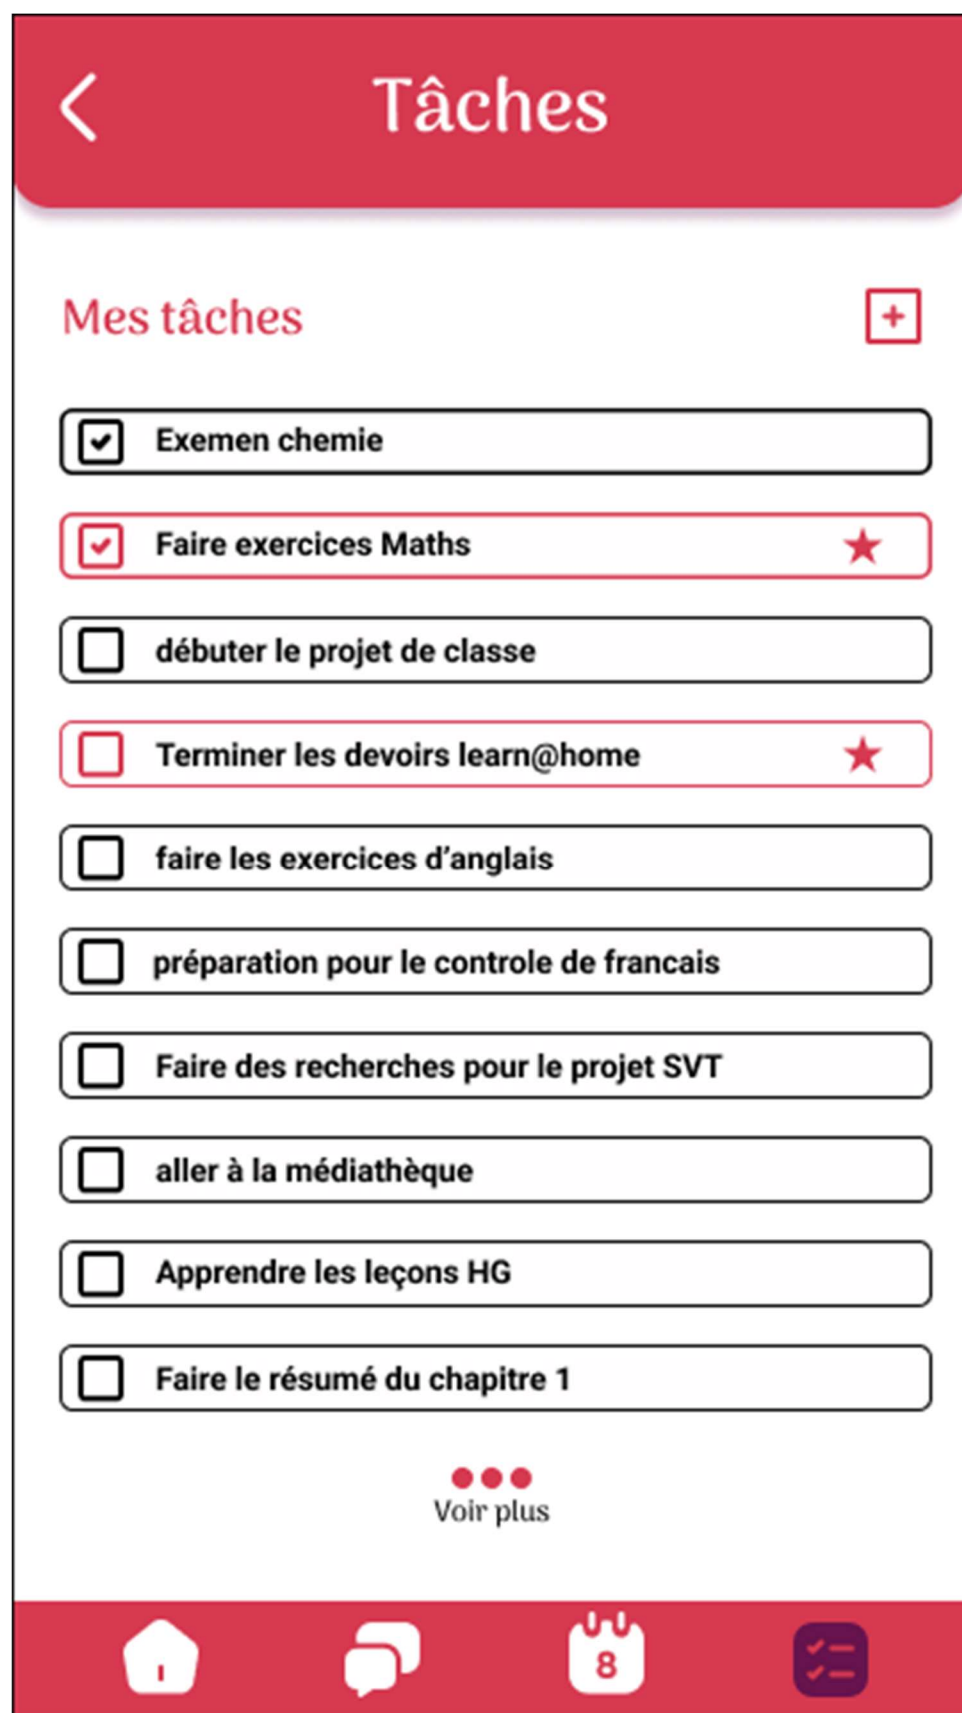 Tâches
Mes tâches
Exemen chemie
Faire exercices Maths
débuter le projet de classe
Terminer les devoirs learn@home
faire les exercices d’anglais
préparation pour le controle de francais
Faire des recherches pour le projet SVT
aller à la médiathèque
Apprendre les leçons HG
Faire le résumé du chapitre 1
Voir plus
8